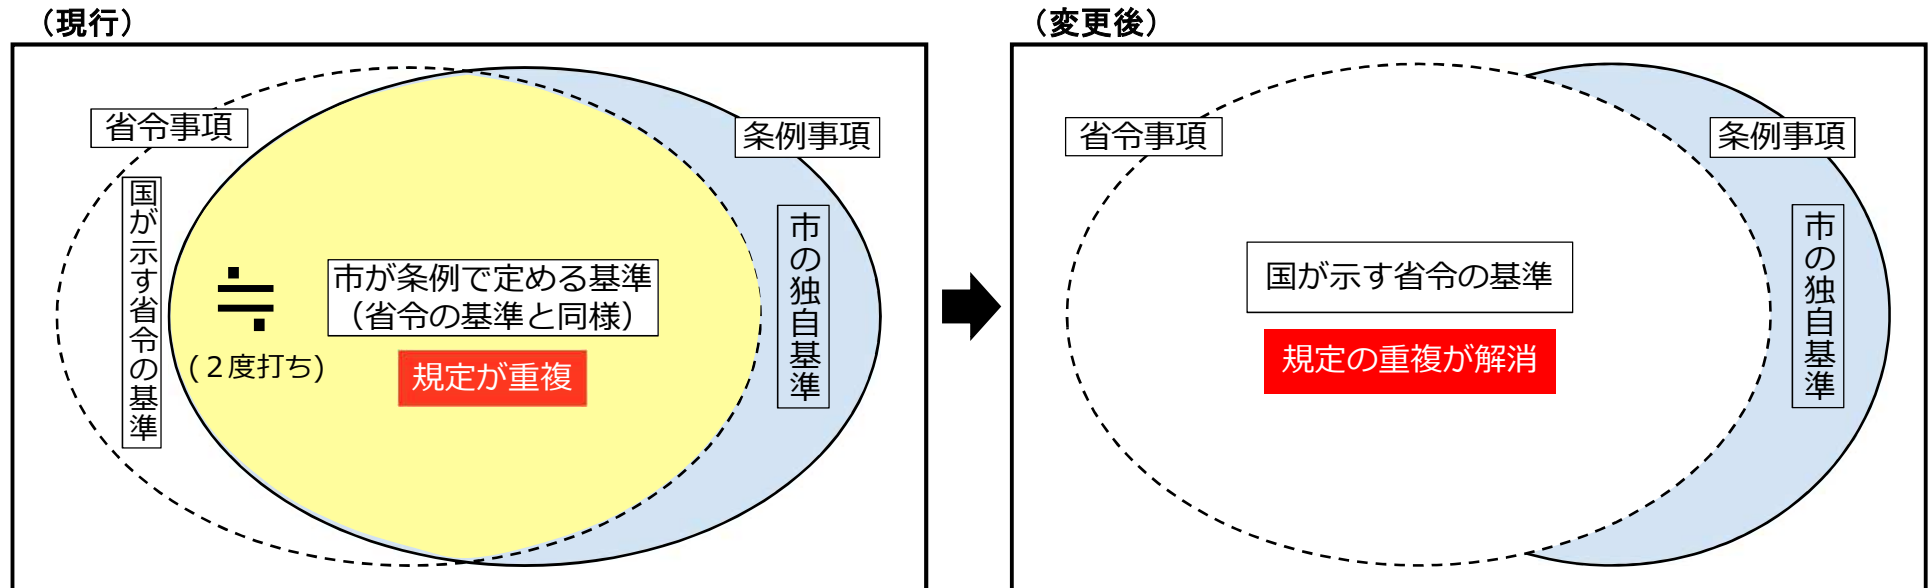 （現行）
省令事項
条例事項
国が示す省令の基準
≒
(２度打ち)
市が条例で定める基準
（省令の基準と同様）
規定が重複
市の独自基準
（変更後）
省令事項
条例事項
国が示す省令の基準
規定の重複が解消
市の独自基準